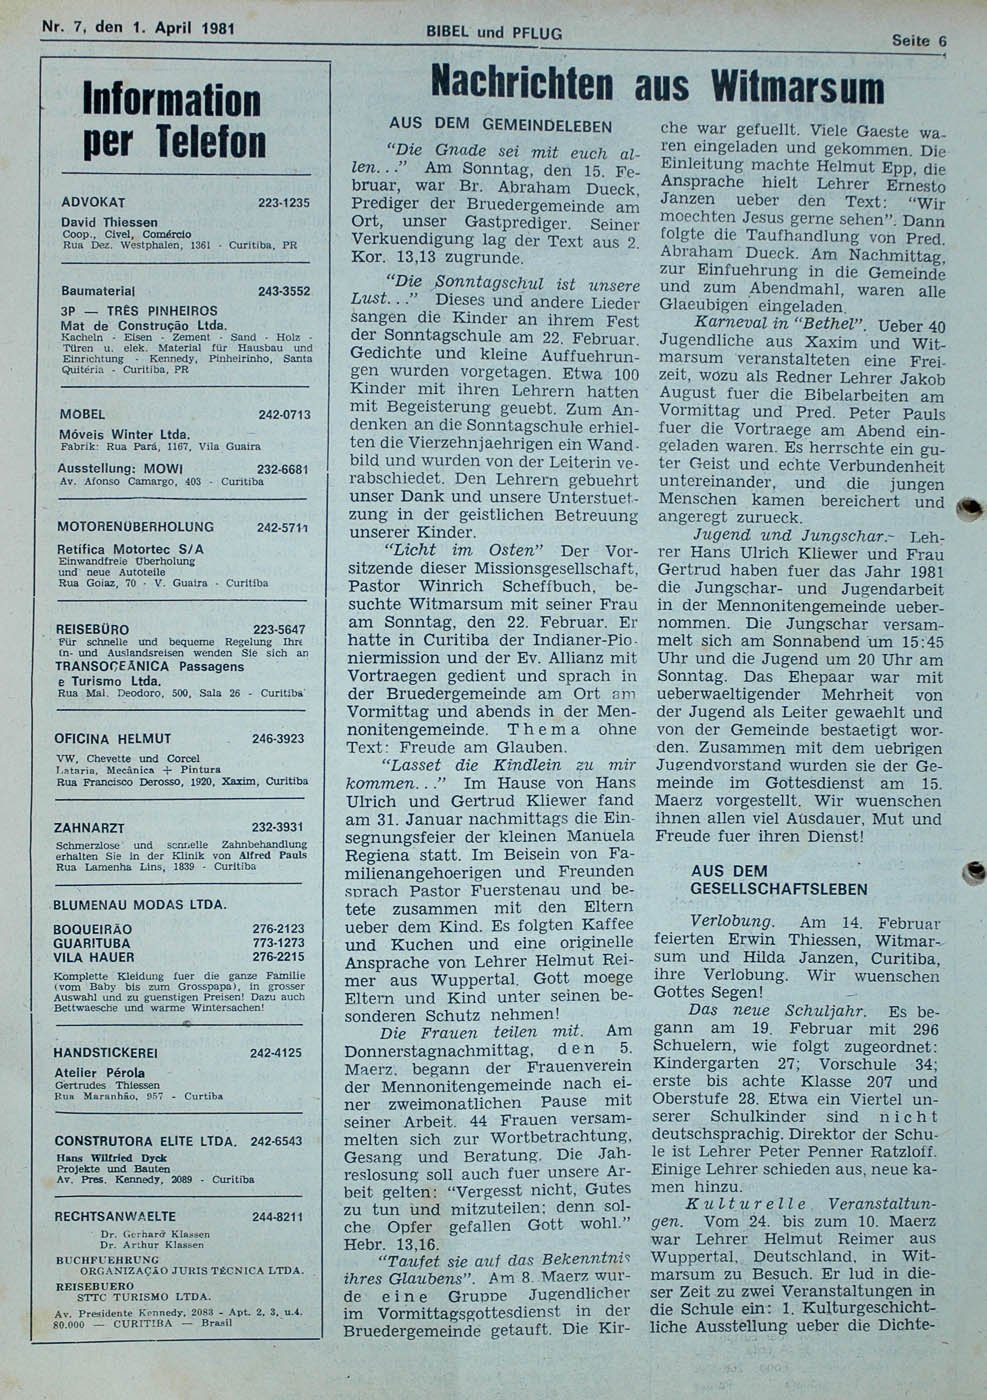 Nr. 7, den 1. April 1981
BIBEL und PFLUG
Seite 6
Information
per Telefon
ADVOKAT 223-1235
David Thiessen
Coop., Civel, Comércio
Rua Dez. Westphalen, 1361 - Curitiba, PR
Baumaterial 243-3552
3P — TRÊS PINHEIROS
Mat de Construção Ltda.
Kacheln - Eisen - Zement - Sand - Holz -
Türen u. elek. Material für Hausbau und
Einrichtung - Kennedy, Pinheirinho, Santa
Quitéria - Curitiba, PR
MOBEL 242-0713
Móveis Winter Ltda.
Fabrik: Rua Pará, 1167, Vila Guaira
Ausstellung: MOWI 232-6681
Av. Afonso Camargo, 403 - Curitiba
MOTORENÜBERHOLUNG 242-5711
Retífica Motortec S/A
Einwandfreie Überholung
und neue Autoteile
Rua Goiaz, 70 - V. Guaira - Curitiba
REISEBÜRO 223-5647
Für schnelle und bequeme Regelung Ihre
In- und Auslandsreisen wenden Sie sich an
TRANSOCEÂNICA Passagens
e Turismo Ltda.
Rua Mal. Deodoro, 500, Sala 26 - Curitiba
OFICINA HELMUT 246-3923
VW, Chevette und Corcel
Lataria, Mecânica + Pintura
Rua Francisco Derosso, 1920, Xaxim, Curitiba
ZAHNARZT 232-3931
Schmerzlose und schnelle Zahnbehandlung
erhalten Sie in der Klinik von Alfred Pauls
Rua Lamenha Lins, 1839 - Curitiba
BLUMENAU MODAS LTDA.
BOQUEIRÃO 276-2123
GUARITUBA 773-1273
VILA HAUER 276-2215
Komplette Kleidung fuer die ganze Familie
(vom Baby bis zum Grosspapa), in grosser
Auswahl und zu guenstigen Preisen! Dazu auch
Bettwaesche und warme Wintersachen!
HANDSTICKEREI 242-4125
Atelier Pérola
Gertrudes Thiessen
Rua Maranhão, 957 - Curtiba
CONSTRUTORA ELITE LTDA. 242-6543
Hans Wilfried Dyck
Projekte und Bauten
Av. Pres. Kennedy, 2089 - Curitiba
RECHTSANWAELTE 244-8211
Dr. Gerhard Klassen
Dr. Arthur Klassen
BUCHFUEHRUNG
ORGANIZAÇÃO JURIS TÉCNICA LTDA.
REISEBUERO
STTC TURISMO LTDA.
Av. Presidente Kennedy, 2083 - Apt. 2, 3, u.4.
80.000 — CURITIBA — Brasil
Nachrichten aus Witmarsum
AUS DEM GEMEINDELEBEN
"Die Gnade sei mit euch al-
len..." Am Sonntag, den 15. Fe-
bruar, war Br. Abraham Dueck,
Prediger der Bruedergemeinde am
Ort, unser Gastprediger. Seiner
Verkuendigung lag der Text aus 2.
Kor. 13,13 zugrunde.
"Die Sonntagschul ist unsere
Lust..." Dieses und andere Lieder
sangen die Kinder an ihrem Fest
der Sonntagschule am 22. Februar.
Gedichte und kleine Auffuehrun-
gen wurden vorgetagen. Etwa 100
Kinder mit ihren Lehrern hatten
mit Begeisterung geuebt. Zum An-
denken an die Sonntagschule erhiel-
ten die Vierzehnjaehrigen ein Wand-
bild und wurden von der Leiterin ve-
rabschiedet. Den Lehrern gebuehrt
unser Dank und unsere Unterstuet-
zung in der geistlichen Betreuung
unserer Kinder.
"Licht im Osten" Der Vor-
sitzende dieser Missionsgesellschaft,
Pastor Winrich Scheffbuch, be-
suchte Witmarsum mit seiner Frau
am Sonntag, den 22. Februar. Er
hatte in Curitiba der Indianer-Pio-
niermission und der Ev. Allianz mit
Vortraegen gedient und sprach in
der Bruedergemeinde am Ort am
Vormittag und abends in der Men-
nonitengemeinde. Thema ohne
Text: Freude am Glauben.
"Lasset die Kindlein zu mir
kommen..." Im Hause von Hans
Ulrich und Gertrud Kliewer fand
am 31. Januar nachmittags die Ein-
segnungsfeier der kleinen Manuela
Regiena statt. Im Beisein von Fa-
milienangehoerigen und Freunden
sprach Pastor Fuerstenau und be-
tete zusammen mit den Eltern
ueber dem Kind. Es folgten Kaffee
und Kuchen und eine originelle
Ansprache von Lehrer Helmut Rei-
mer aus Wuppertal. Gott moege
Eltern und Kind unter seinen be-
sonderen Schutz nehmen!
Die Frauen teilen mit. Am
Donnerstagnachmittag, den 5.
Maerz, begann der Frauenverein
der Mennonitengemeinde nach ei-
ner zweimonatlichen Pause mit
seiner Arbeit. 44 Frauen versam-
melten sich zur Wortbetrachtung,
Gesang und Beratung. Die Jah-
reslosung soll auch fuer unsere Ar-
beit gelten: "Vergesst nicht, Gutes
zu tun und mitzuteilen; denn sol-
che Opfer gefallen Gott wohl."
Hebr. 13,16.
"Taufet sie auf das Bekenntnis
ihres Glaubens". Am 8. Maerz wur-
de eine Gruppe Jugendlicher
im Vormittagsgottesdienst in der
Bruedergemeinde getauft. Die Kir-
che war gefuellt. Viele Gaeste wa-
ren eingeladen und gekommen. Die
Einleitung machte Helmut Epp, die
Ansprache hielt Lehrer Ernesto
Janzen ueber den Text: "Wir
moechten Jesus gerne sehen". Dann
folgte die Taufhandlung von Pred.
Abraham Dueck. Am Nachmittag,
zur Einfuehrung in die Gemeinde
und zum Abendmahl, waren alle
Glaeubigen eingeladen.
Karneval in "Bethel". Ueber 40
Jugendliche aus Xaxim und Wit-
marsum veranstalteten eine Frei-
zeit, wozu als Redner Lehrer Jakob
August fuer die Bibelarbeiten am
Vormittag und Pred. Peter Pauls
fuer die Vortraege am Abend ein-
geladen waren. Es herrschte ein gu-
ter Geist und echte Verbundenheit
untereinander, und die jungen
Menschen kamen bereichert und
angeregt zurueck.
Jugend und Jungschar.- Leh-
rer Hans Ulrich Kliewer und Frau
Gertrud haben fuer das Jahr 1981
die Jungschar- und Jugendarbeit
in der Mennonitengemeinde ueber-
nommen. Die Jungschar versam-
melt sich am Sonnabend um 15:45
Uhr und die Jugend um 20 Uhr am
Sonntag. Das Ehepaar war mit
ueberwaeltigender Mehrheit von
der Jugend als Leiter gewaehlt und
von der Gemeinde bestaetigt wor-
den. Zusammen mit dem uebrigen
Jugendvorstand wurden sie der Ge-
meinde im Gottesdienst am 15.
Maerz vorgestellt. Wir wuenschen
ihnen allen viel Ausdauer, Mut und
Freude fuer ihren Dienst!
AUS DEM
GESELLSCHAFTSLEBEN
Verlobung. Am 14. Februar
feierten Erwin Thiessen, Witmar-
sum und Hilda Janzen, Curitiba,
ihre Verlobung. Wir wuenschen
Gottes Segen!
Das neue Schuljahr. Es be-
gann am 19. Februar mit 296
Schuelern, wie folgt zugeordnet:
Kindergarten 27; Vorschule 34;
erste bis achte Klasse 207 und
Oberstufe 28. Etwa ein Viertel un-
serer Schulkinder sind nicht
deutschsprachig. Direktor der Schu-
le ist Lehrer Peter Penner Ratzloff.
Einige Lehrer schieden aus, neue ka-
men hinzu.
Kulturelle Veranstaltun-
gen. Vom 24. bis zum 10. Maerz
war Lehrer Helmut Reimer aus
Wuppertal, Deutschland, in Wit-
marsum zu Besuch. Er lud in die-
ser Zeit zu zwei Veranstaltungen in
die Schule ein: 1. Kulturgeschicht-
liche Ausstellung ueber die Dichte-